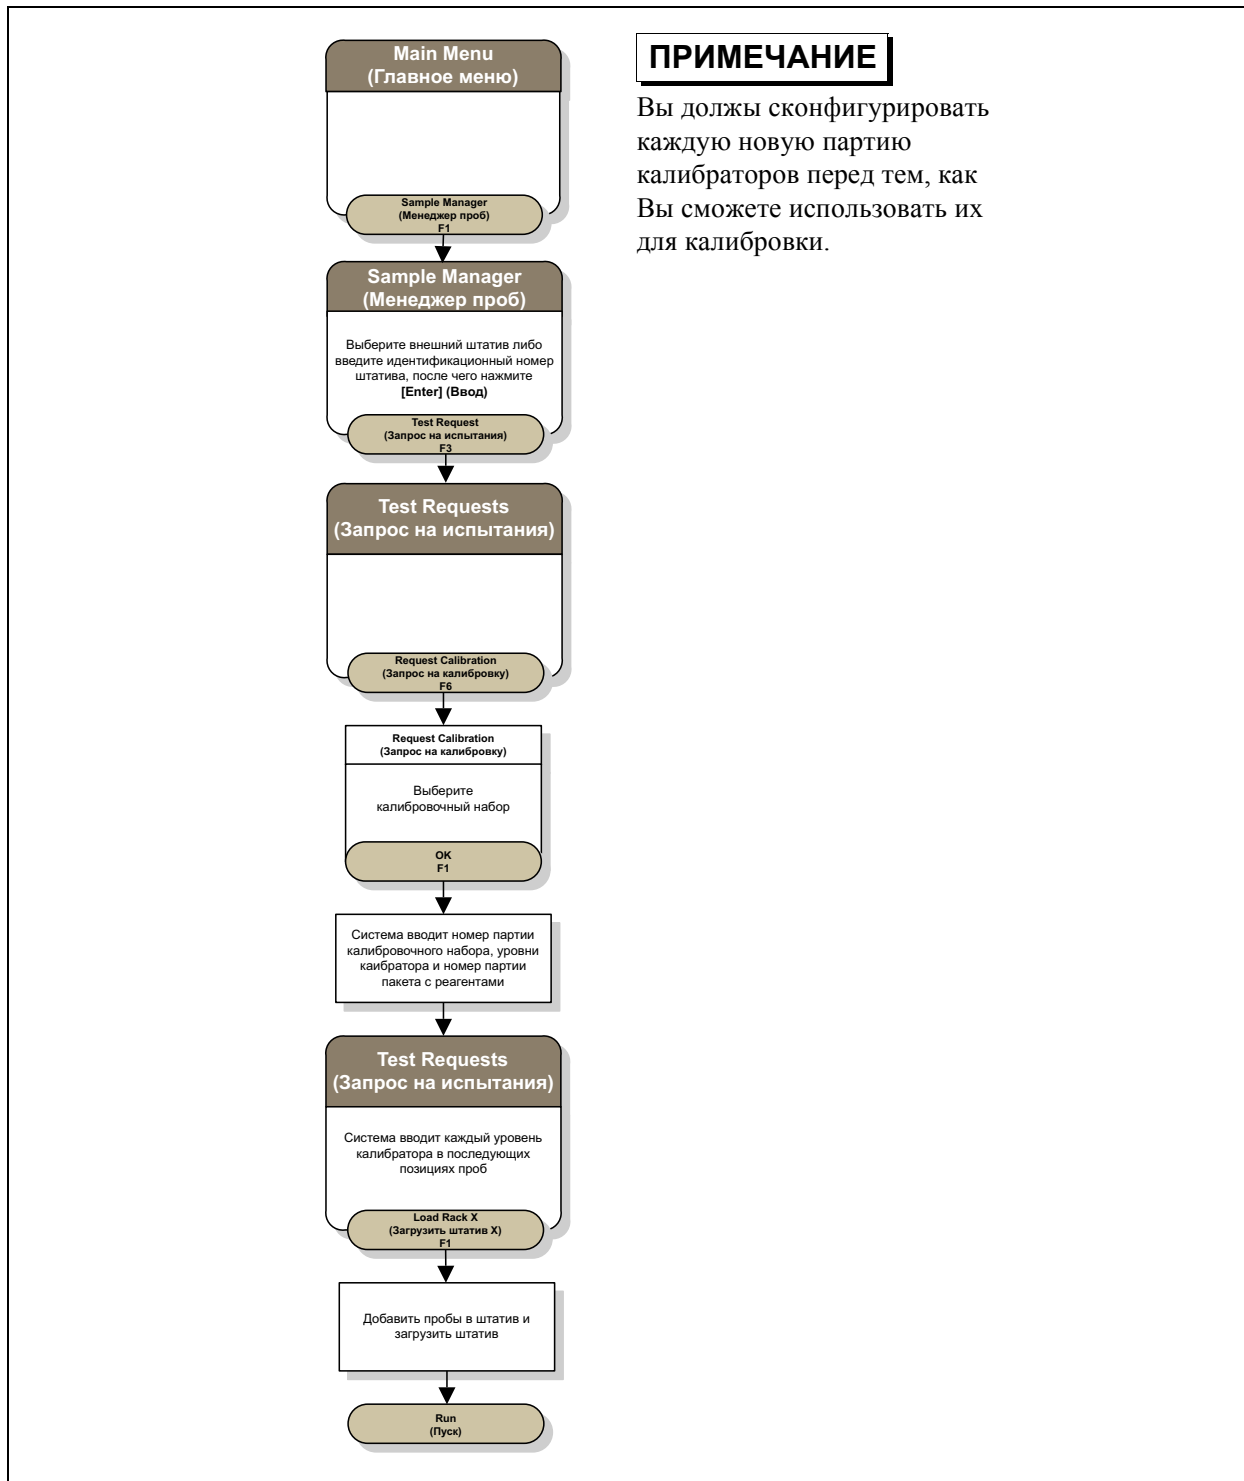 Main Menu
(Главное меню)
Sample Manager
(Менеджер проб)
F1
Sample Manager
(Менеджер проб)
Выберите внешний штатив либо
введите идентификационный номер
штатива, после чего нажмите
[Enter] (Ввод)
Test Request
(Запрос на испытания)
F3
Test Requests
(Запрос на испытания)
Request Calibration
(Запрос на калибровку)
F6
Request Calibration
(Запрос на калибровку)
Выберите
калибровочный набор
OK
F1
Система вводит номер партии
калибровочного набора, уровни
каибратора и номер партии
пакета с реагентами
Test Requests
(Запрос на испытания)
Система вводит каждый уровень
калибратора в последующих
позициях проб
Load Rack X
(Загрузить штатив X)
F1
Добавить пробы в штатив и
загрузить штатив
Run
(Пуск)
ПРИМЕЧАНИЕ
Вы должы сконфигурировать
каждую новую партию
калибраторов перед тем, как
Вы сможете использовать их
для калибровки.